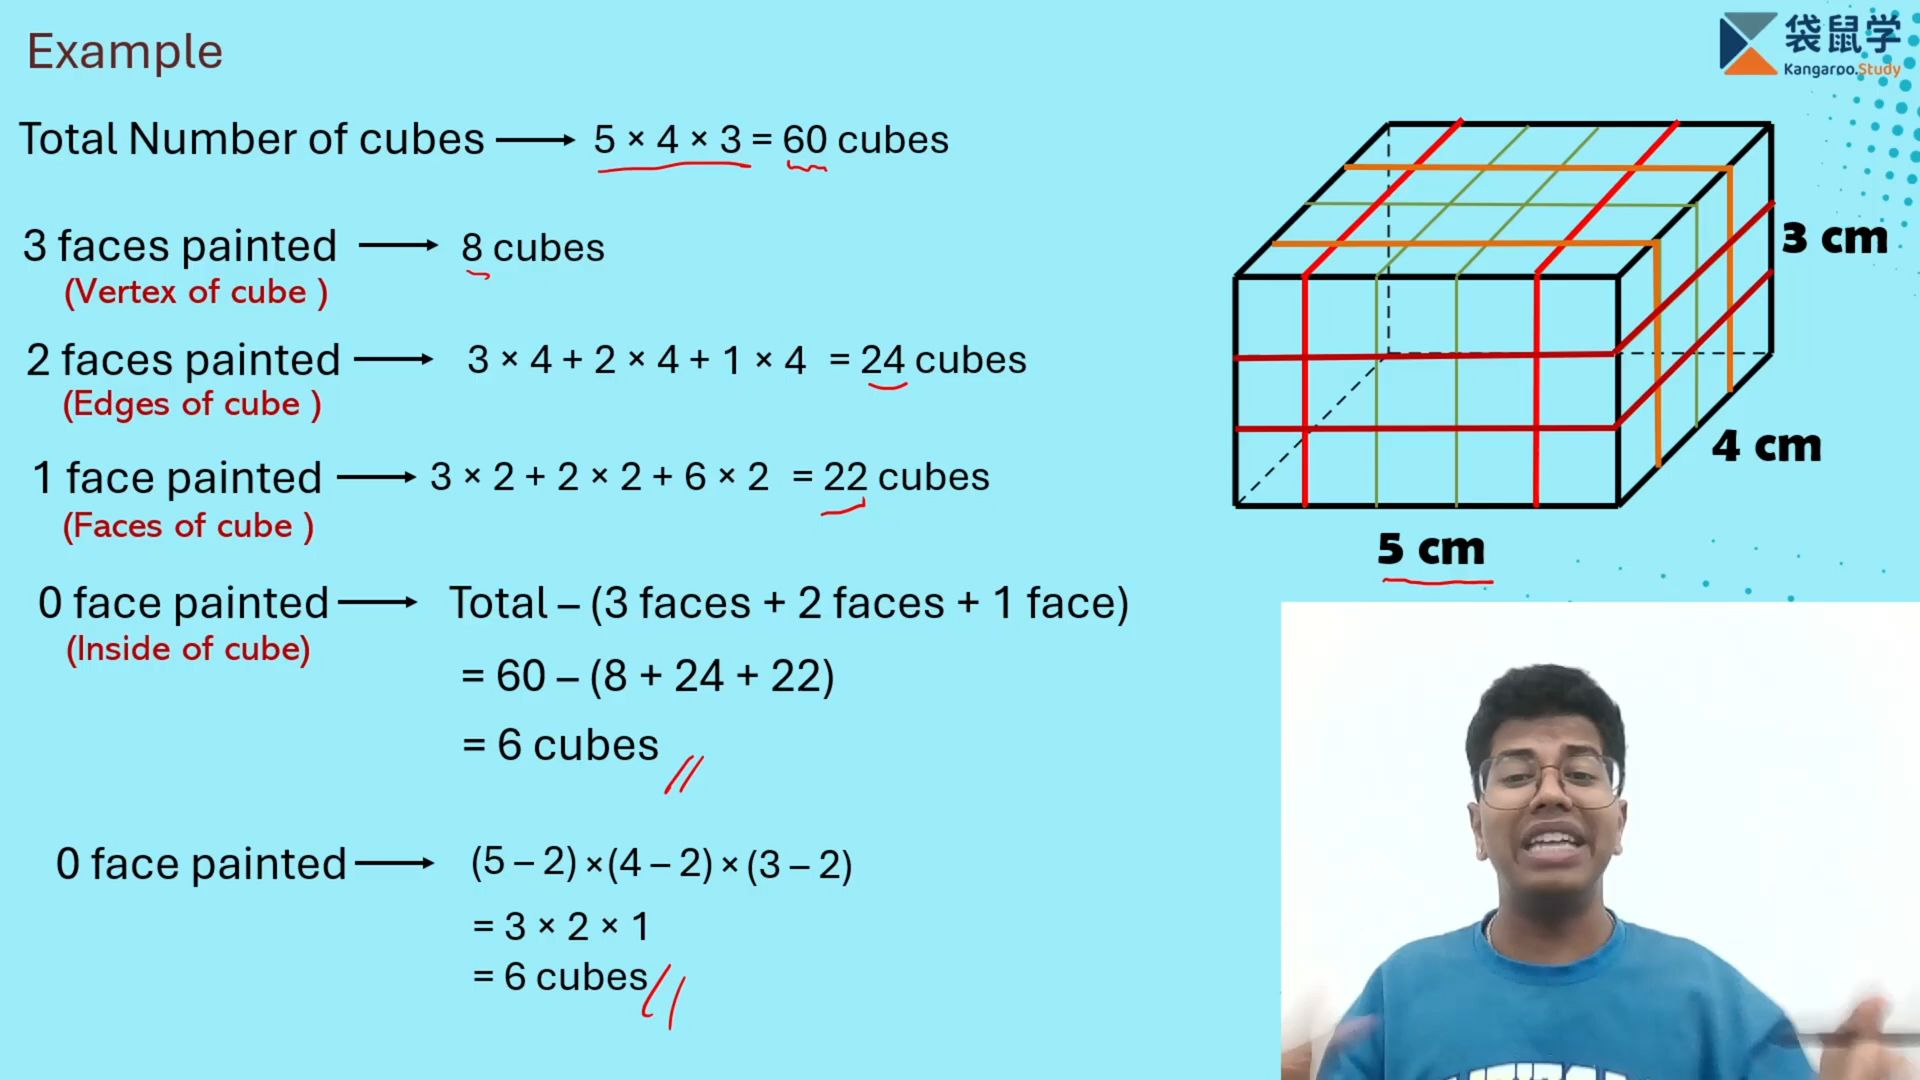 Example
袋鼠学
Kangaroo.Study
Total Number of cubes → 5 × 4 × 3 = 60 cubes
3 faces painted → 8 cubes
(Vertex of cube )
3 cm
2 faces painted → 3 × 4 + 2 × 4 + 1 × 4 = 24 cubes
(Edges of cube )
4 cm
1 face painted → 3 × 2 + 2 × 2 + 6 × 2 = 22 cubes
(Faces of cube )
5 cm
0 face painted → Total – (3 faces + 2 faces + 1 face)
(Inside of cube)
= 60 – (8 + 24 + 22)
= 6 cubes
0 face painted → (5 – 2) × (4 – 2) × (3 – 2)
= 3 × 2 × 1
= 6 cubes